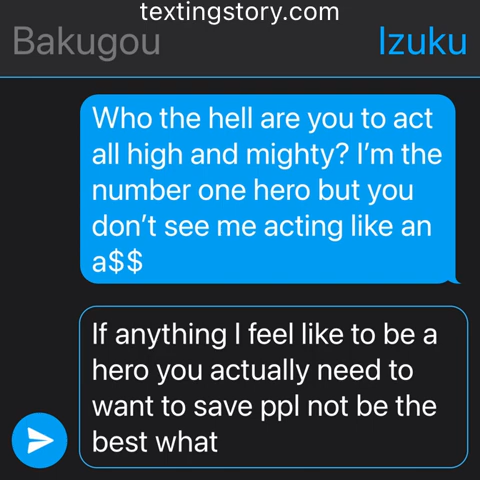 textingstory.com
Bakugou Izuku
Who the hell are you to act
all high and mighty? I’m the
number one hero but you
don’t see me acting like an
a$$
If anything I feel like to be a
hero you actually need to
want to save ppl not be the
best what